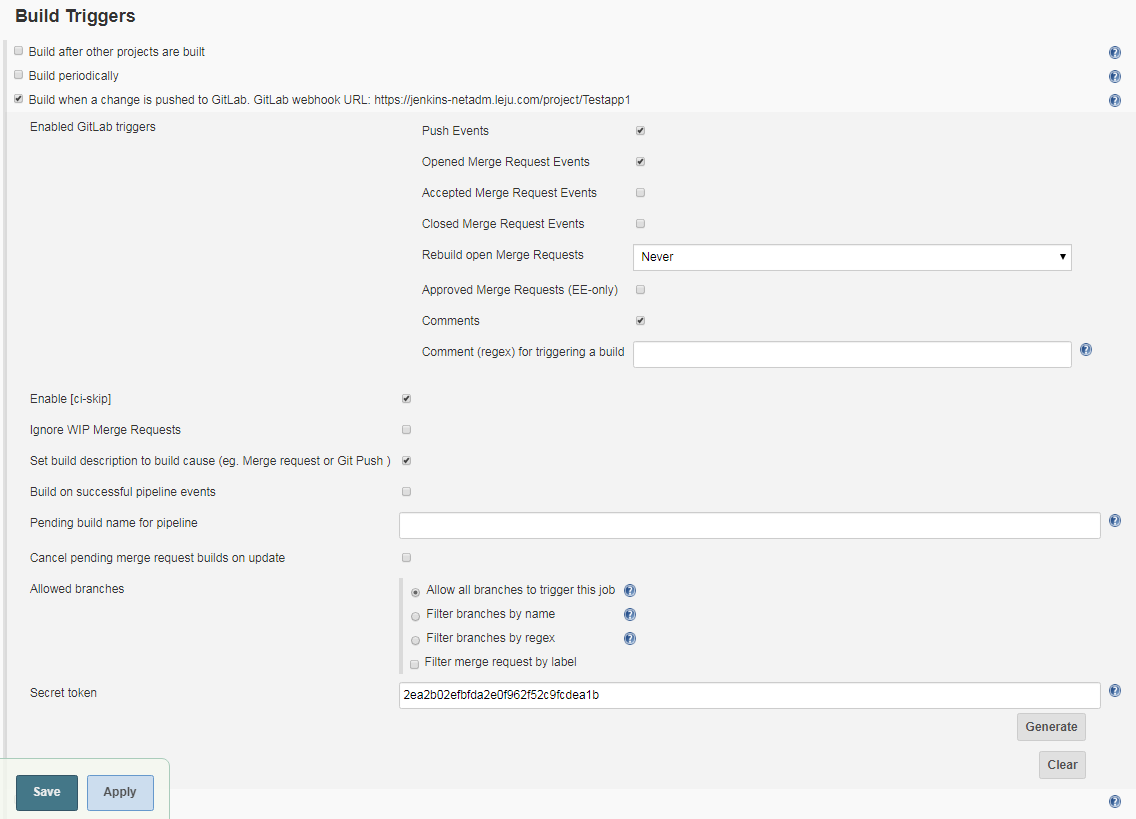 Build Triggers
Build after other projects are built
Build periodically
Build when a change is pushed to GitLab. GitLab webhook URL: https://jenkins-netadm.leju.com/project/Testapp1
Enabled GitLab triggers
Push Events
Opened Merge Request Events
Accepted Merge Request Events
Closed Merge Request Events
Rebuild open Merge Requests
Never
Approved Merge Requests (EE-only)
Comments
Comment (regex) for triggering a build
Enable [ci-skip]
Ignore WIP Merge Requests
Set build description to build cause (eg. Merge request or Git Push )
Build on successful pipeline events
Pending build name for pipeline
Cancel pending merge request builds on update
Allowed branches
Allow all branches to trigger this job
Filter branches by name
Filter branches by regex
Filter merge request by label
Secret token
2ea2b02efbfda2e0f962f52c9fcdea1b
Generate
Clear
Save
Apply